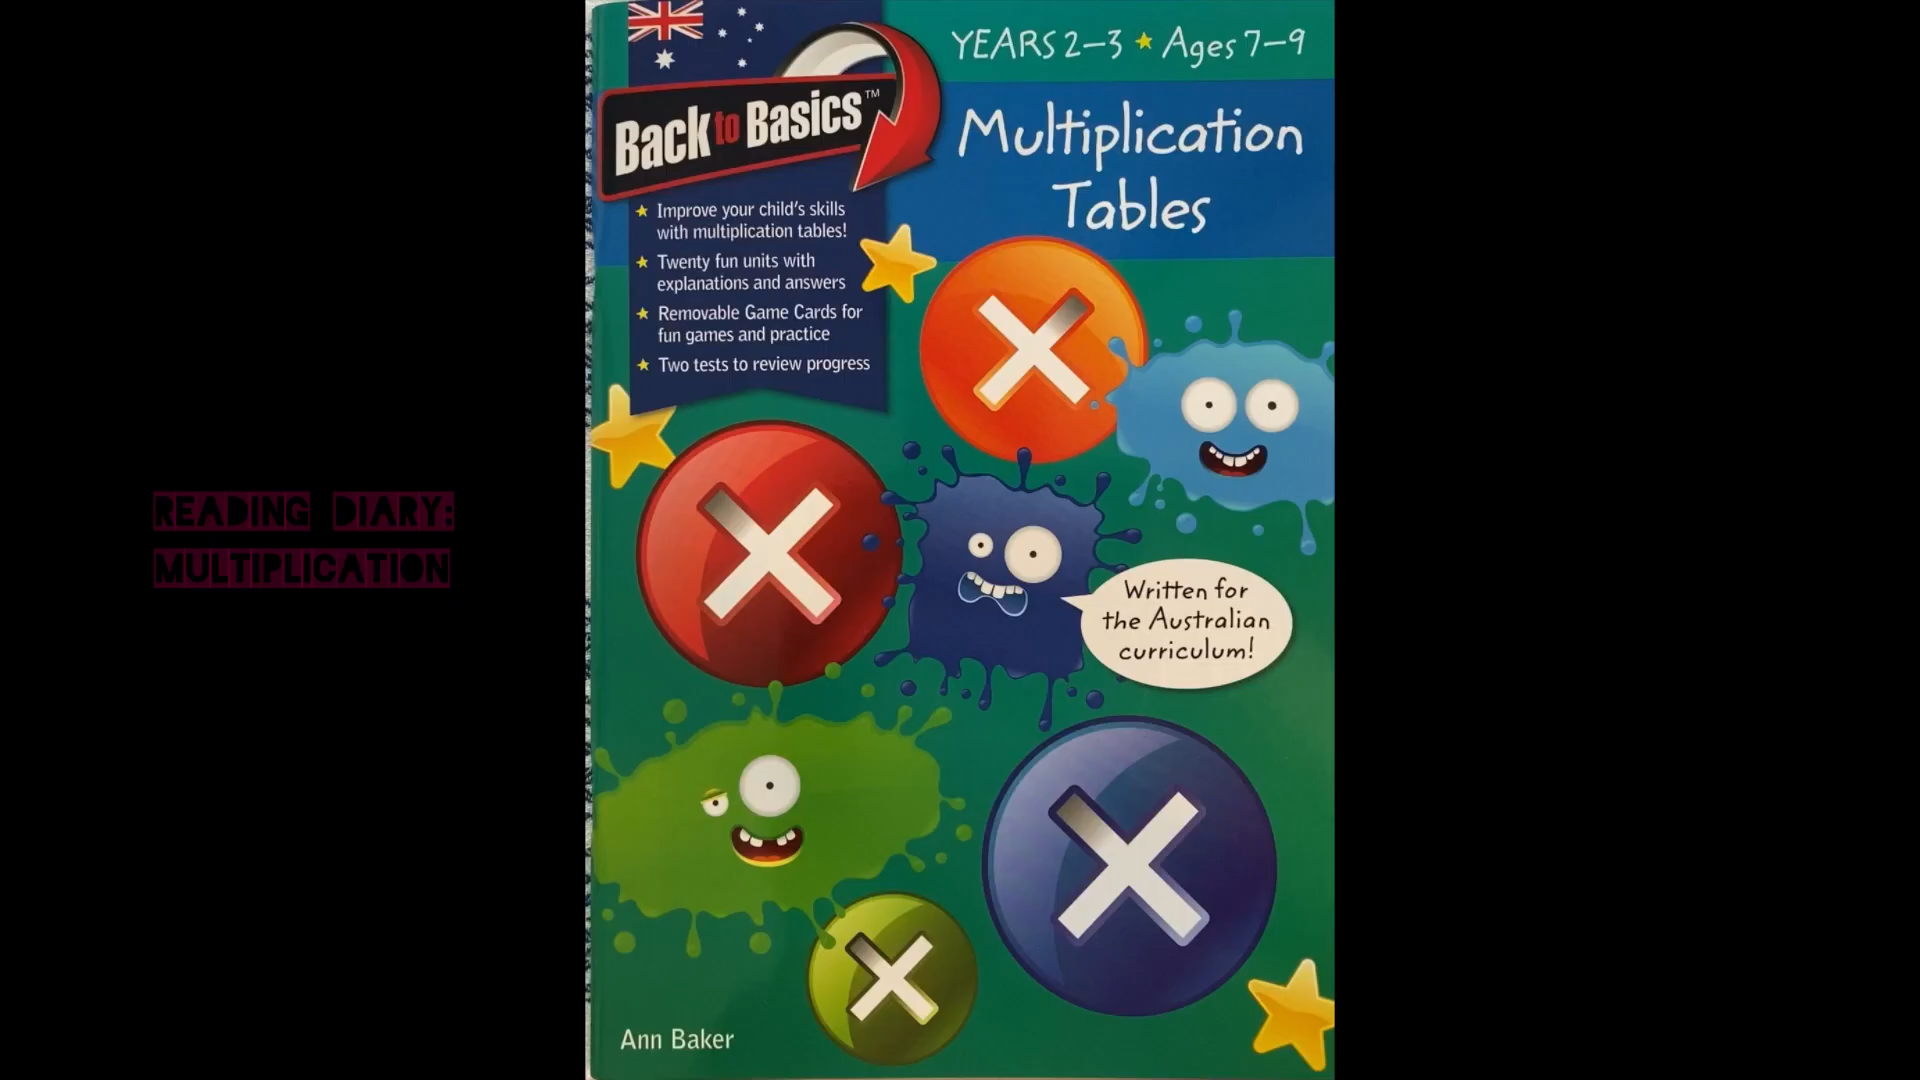 READING DIARY:
MULTIPLICATION
YEARS 2–3 ★ Ages 7–9
Back to Basics™
Multiplication
Tables
★ Improve your child's skills
with multiplication tables!
★ Twenty fun units with
explanations and answers
★ Removable Game Cards for
fun games and practice
★ Two tests to review progress
Written for
the Australian
curriculum!
Ann Baker